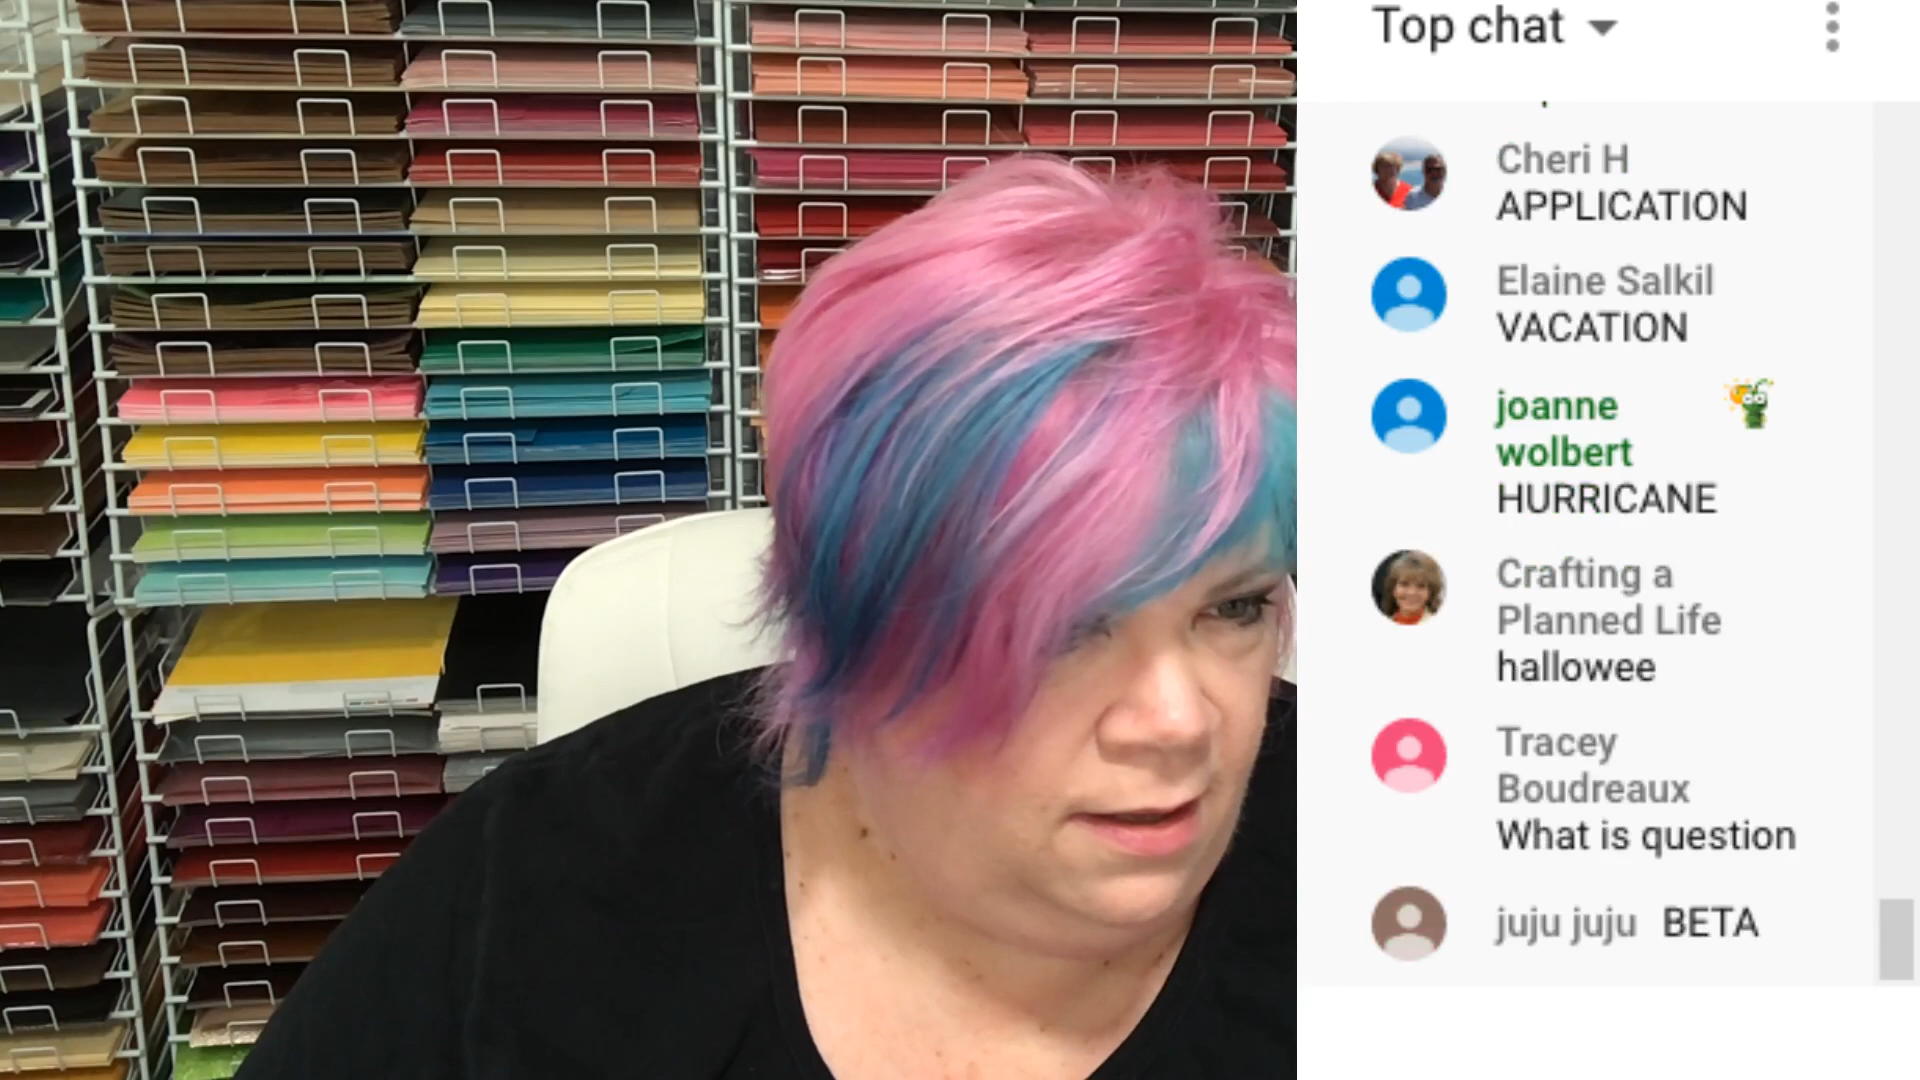 Top chat
Cheri H
APPLICATION
Elaine Salkil
VACATION
joanne
wolbert
HURRICANE
Crafting a
Planned Life
hallowee
Tracey
Boudreaux
What is question
juju juju BETA